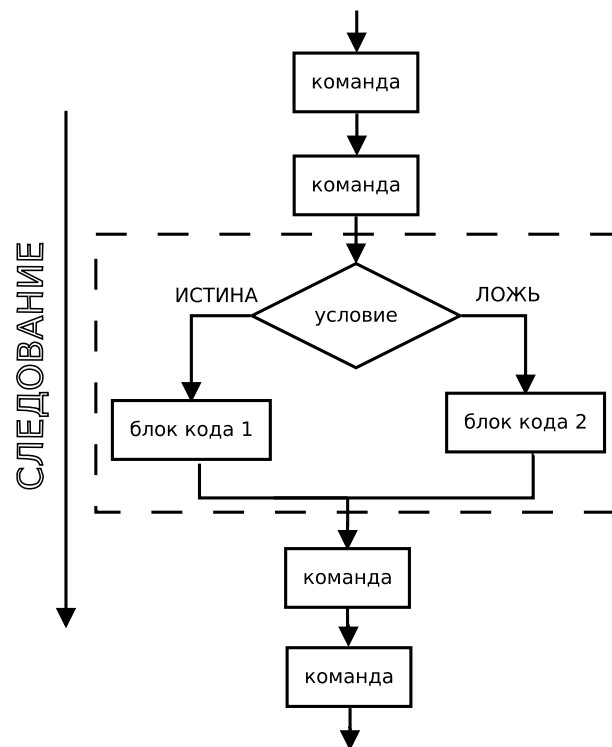 команда
команда
СЛЕДОВАНИЕ
ИСТИНА
ЛОЖЬ
условие
блок кода 1
блок кода 2
команда
команда